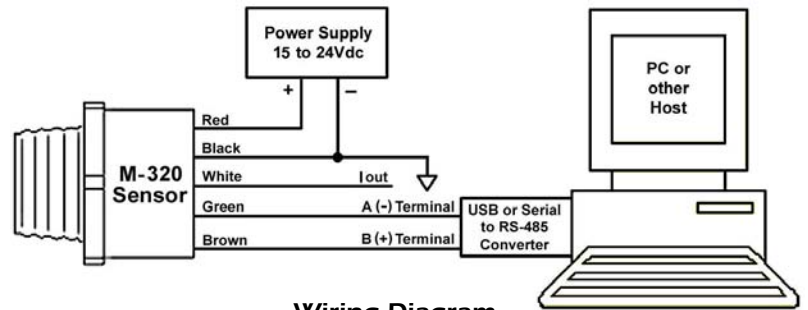 Power Supply
15 to 24Vdc
+ –
PC or
other
Host
Red
Black
M-320
Sensor
White Iout
Green A (-) Terminal
Brown B (+) Terminal
USB or Serial
to RS-485
Converter
Wiring Diagram